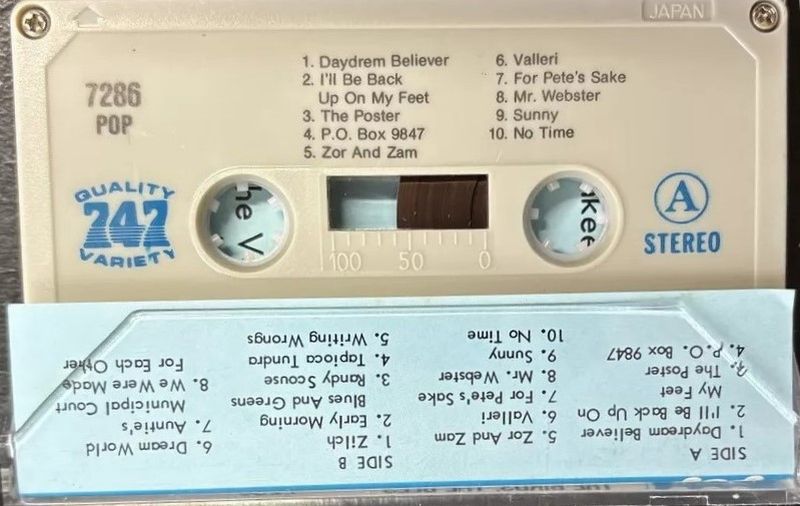 JAPAN
7286
POP
1. Daydrem Believer
2. I'll Be Back
Up On My Feet
3. The Poster
4. P.O. Box 9847
5. Zor And Zam
6. Valleri
7. For Pete's Sake
8. Mr. Webster
9. Sunny
10. No Time
QUALITY
747
VARIETY
he V
kee
A
STEREO
100 50 0
SIDE A
1. Daydream Believer
2. I'll Be Back Up On
My Feet
3. The Poster
4. P.O. Box 9847
5. Zor And Zam
6. Valleri
7. For Pete's Sake
8. Mr. Webster
9. Sunny
10. No Time
SIDE B
1. Zilch
2. Early Morning
Blues And Greens
3. Randy Scouse
4. Tapioca Tundra
5. Writing Wrongs
6. Dream World
7. Auntie's
Municipal Court
8. We Were Made
For Each Other